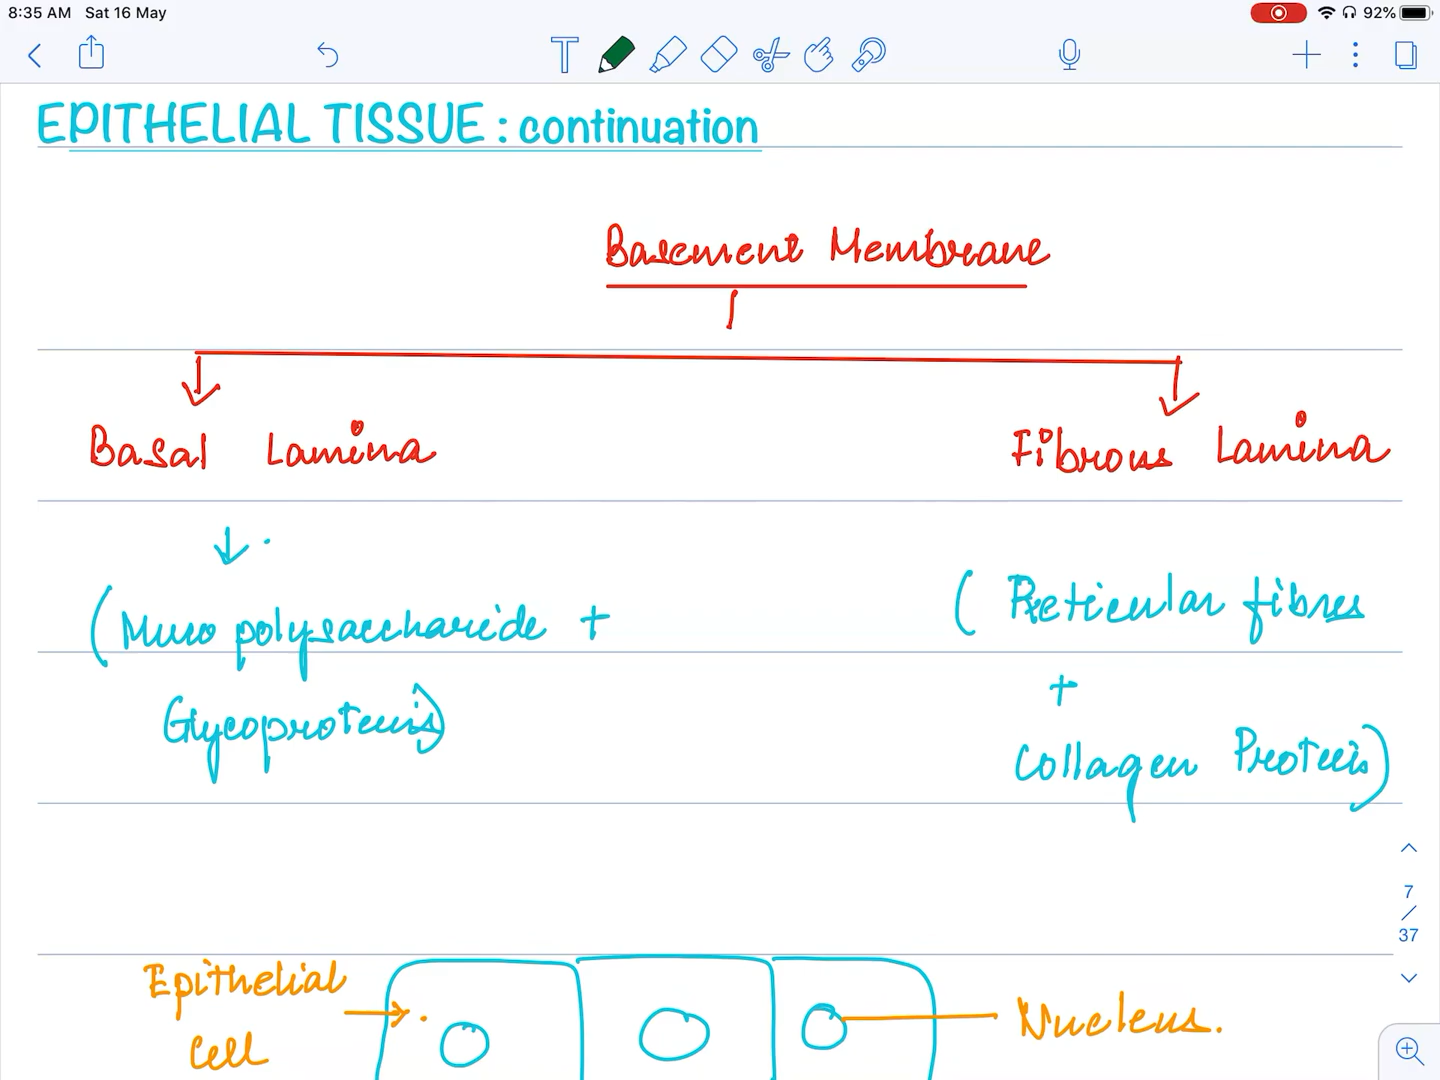 8:35 AM Sat 16 May
92%
EPITHELIAL TISSUE : continuation
Basement Membrane
Basal Lamina
Fibrous Lamina
(Muco polysaccharide +
Glycoproteins)
( Reticular fibres
+
Collagen Proteins)
7
/
37
Epithelial
Cell
Nucleus.